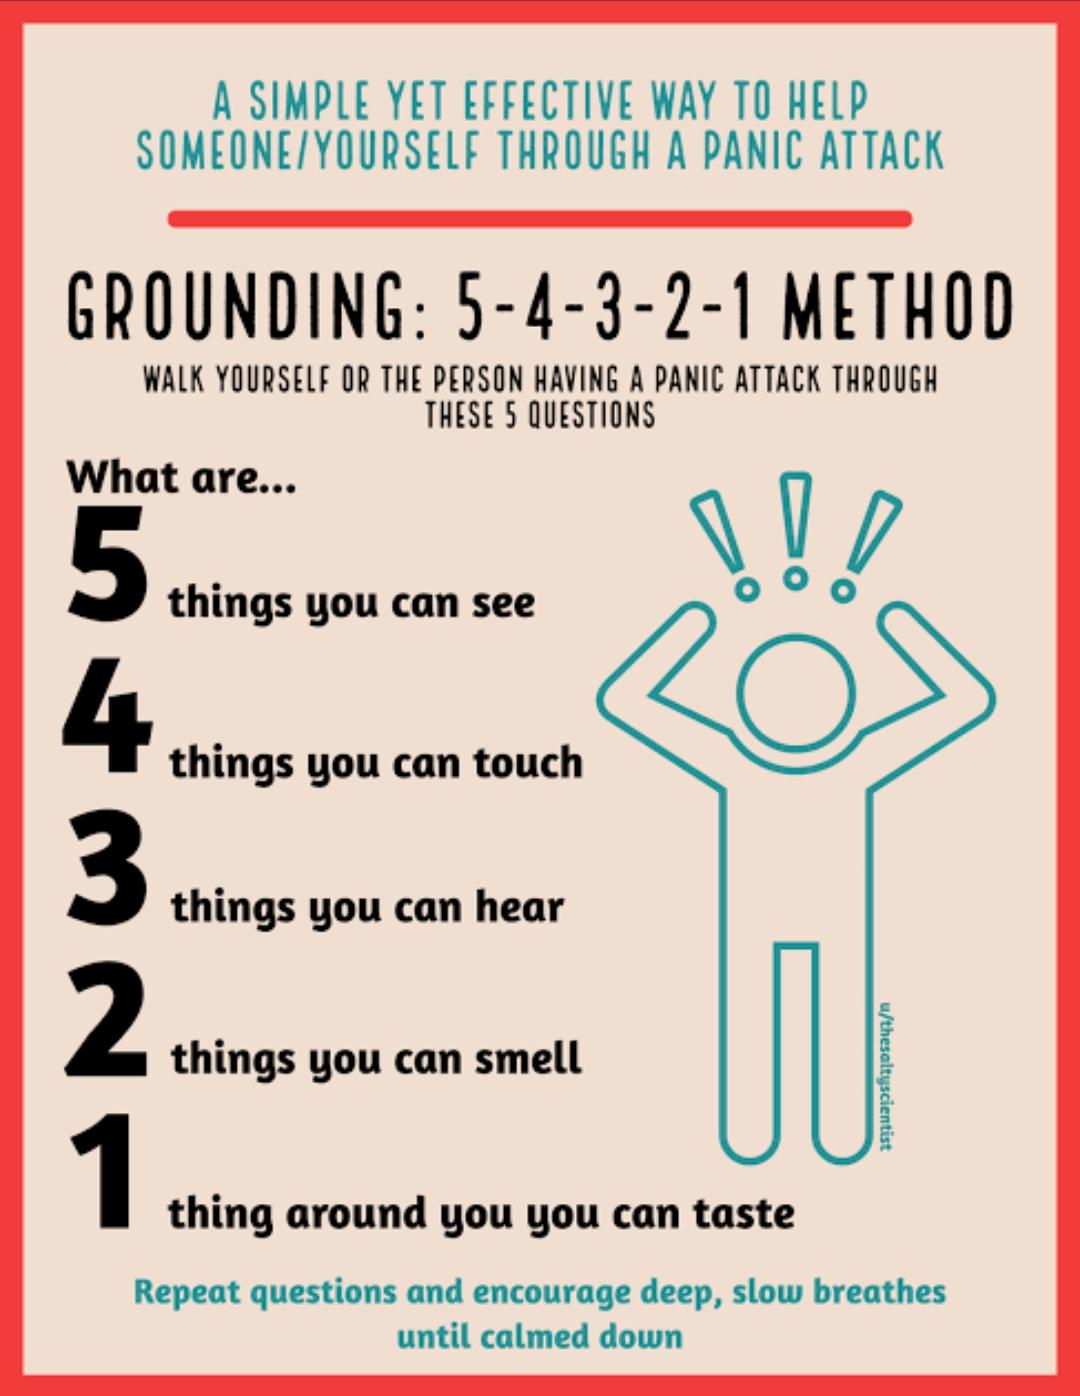 A SIMPLE YET EFFECTIVE WAY TO HELP
SOMEONE/YOURSELF THROUGH A PANIC ATTACK
GROUNDING: 5-4-3-2-1 METHOD
WALK YOURSELF OR THE PERSON HAVING A PANIC ATTACK THROUGH
THESE 5 QUESTIONS
What are...
5 things you can see
4 things you can touch
3 things you can hear
2 things you can smell
1 thing around you you can taste
u/thesaltyscientist
Repeat questions and encourage deep, slow breathes
until calmed down